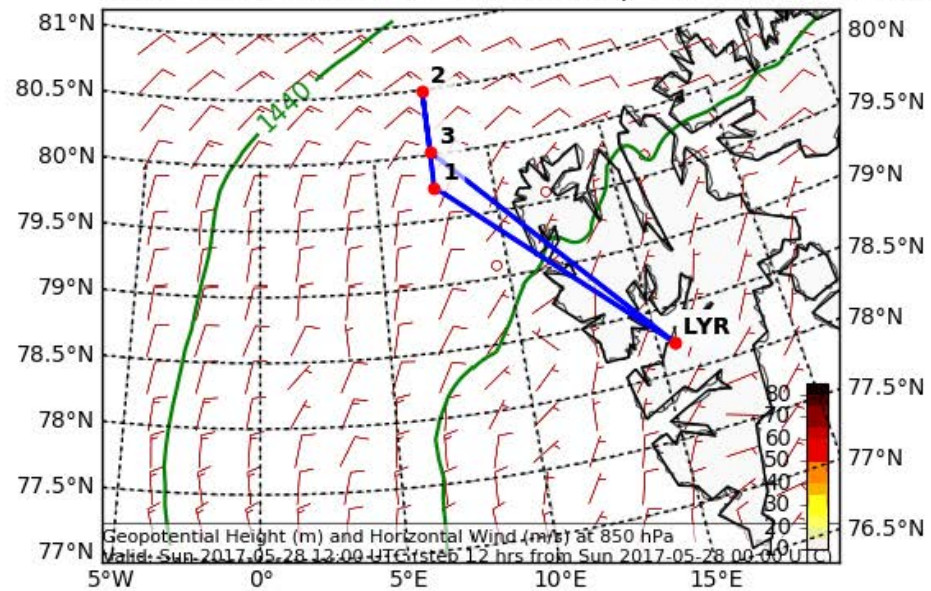 81°N
80.5°N
80°N
79.5°N
79°N
78.5°N
78°N
77.5°N
77°N
80°N
79.5°N
79°N
78.5°N
78°N
77.5°N
77°N
76.5°N
1440
2
3
1
LYR
80
70
60
50
40
30
20
10
Geopotential Height (m) and Horizontal Wind (m/s) at 850 hPa
Valid: Sun 2017-05-28 12:00 UTC (step 12 hrs from Sun 2017-05-28 00:00 UTC)
5°W
0°
5°E
10°E
15°E